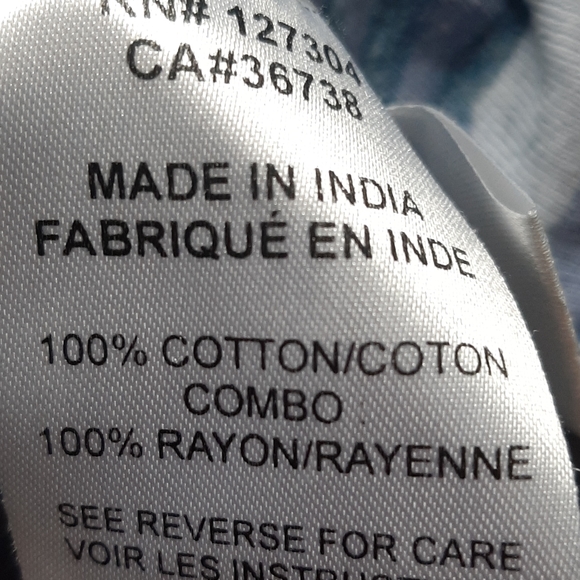 RN# 127304
CA#36738
MADE IN INDIA
FABRIQUÉ EN INDE
100% COTTON/COTON
COMBO
100% RAYON/RAYENNE
SEE REVERSE FOR CARE
VOIR LES